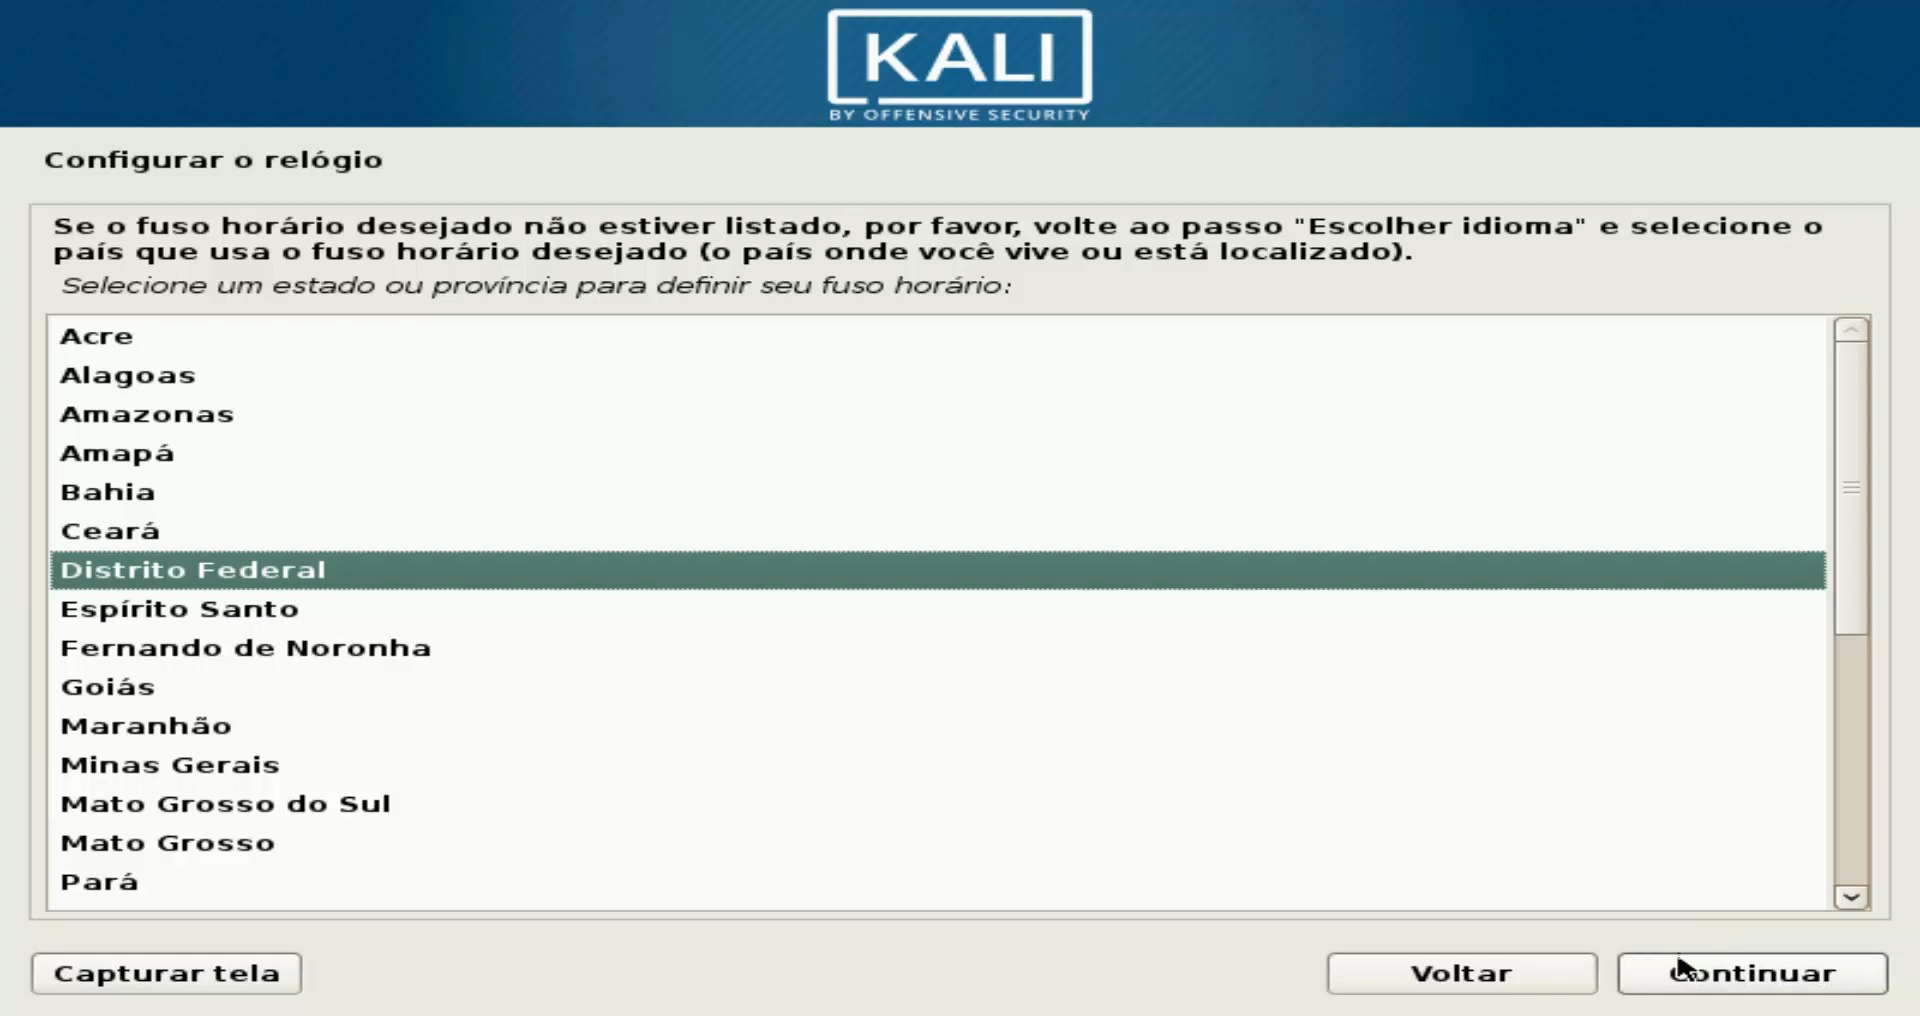 KALI
BY OFFENSIVE SECURITY
Configurar o relógio
Se o fuso horário desejado não estiver listado, por favor, volte ao passo "Escolher idioma" e selecione o
país que usa o fuso horário desejado (o país onde você vive ou está localizado).
Selecione um estado ou província para definir seu fuso horário:
Acre
Alagoas
Amazonas
Amapá
Bahia
Ceará
Distrito Federal
Espírito Santo
Fernando de Noronha
Goiás
Maranhão
Minas Gerais
Mato Grosso do Sul
Mato Grosso
Pará
Capturar tela
Voltar
Continuar